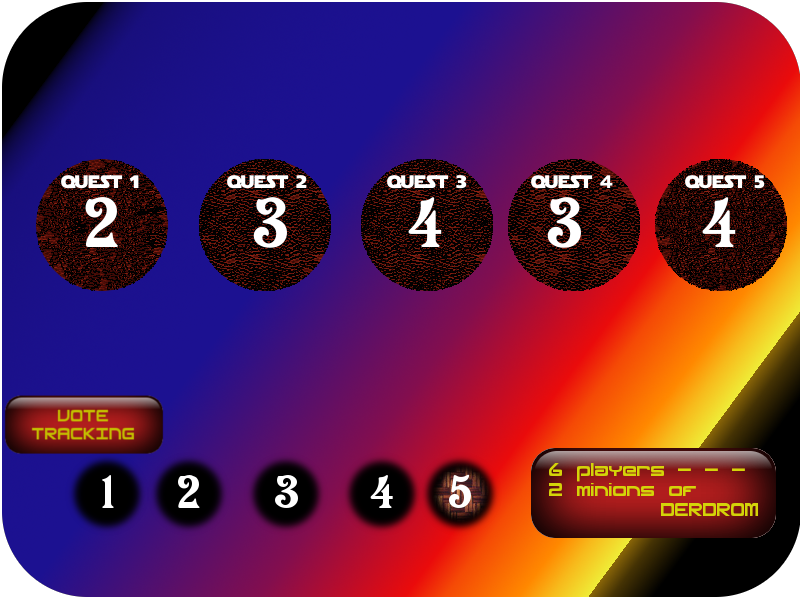 QUEST 1
2
QUEST 2
3
QUEST 3
4
QUEST 4
3
QUEST 5
4
VOTE
TRACKING
1
2
3
4
5
6 players - - -
2 minions of
DERDROM